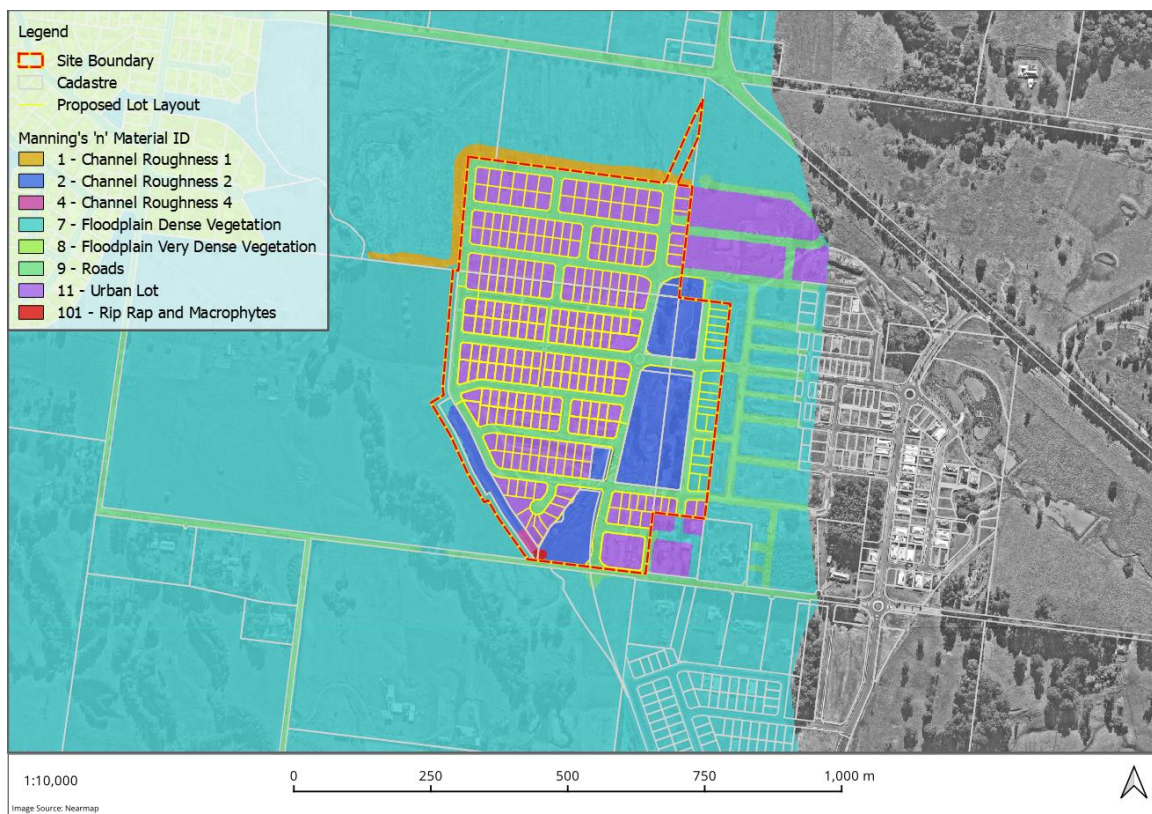 Legend
Site Boundary
Cadastre
Proposed Lot Layout
Manning's 'n' Material ID
1 - Channel Roughness 1
2 - Channel Roughness 2
4 - Channel Roughness 4
7 - Floodplain Dense Vegetation
8 - Floodplain Very Dense Vegetation
9 - Roads
11 - Urban Lot
101 - Rip Rap and Macrophytes
1:10,000
0 250 500 750 1,000 m
Image Source: Nearmap